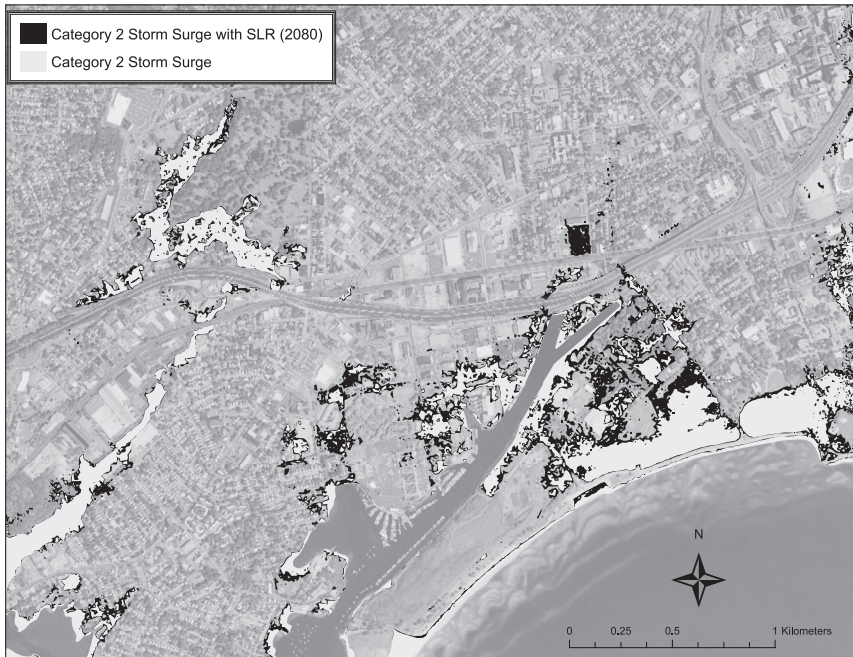 Category 2 Storm Surge with SLR (2080)
Category 2 Storm Surge
N
0 0.25 0.5 1 Kilometers